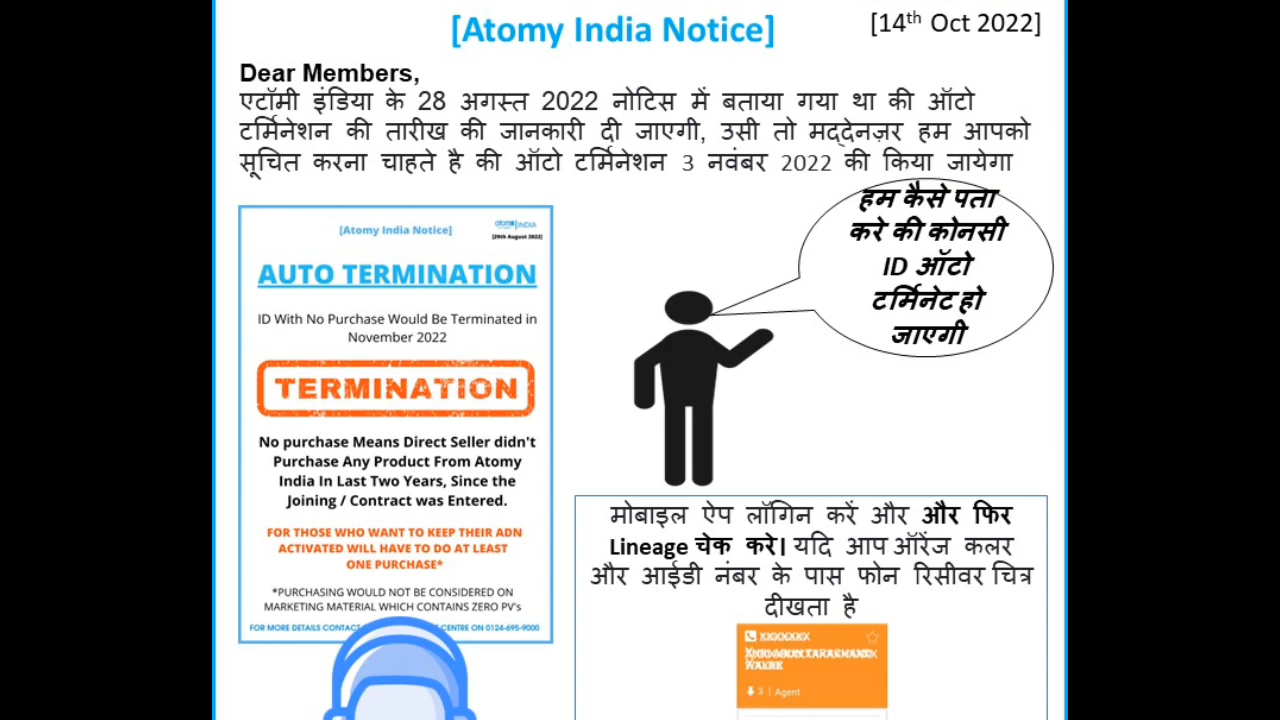 [Atomy India Notice]
[14th Oct 2022]
Dear Members,
एटॉमी इंडिया के 28 अगस्त 2022 नोटिस में बताया गया था की ऑटो
टर्मिनेशन की तारीख की जानकारी दी जाएगी, उसी तो मद्देनज़र हम आपको
सूचित करना चाहते है की ऑटो टर्मिनेशन 3 नवंबर 2022 की किया जायेगा
हम कैसे पता
करे की कोनसी
ID ऑटो
टर्मिनेट हो
जाएगी
[Atomy India Notice]
atomy INDIA
[29th August 2022]
AUTO TERMINATION
ID With No Purchase Would Be Terminated in
November 2022
TERMINATION
No purchase Means Direct Seller didn't
Purchase Any Product From Atomy
India In Last Two Years, Since the
Joining / Contract was Entered.
FOR THOSE WHO WANT TO KEEP THEIR ADN
ACTIVATED WILL HAVE TO DO AT LEAST
ONE PURCHASE*
*PURCHASING WOULD NOT BE CONSIDERED ON
MARKETING MATERIAL WHICH CONTAINS ZERO PV's
FOR MORE DETAILS CONTACT CENTRE ON 0124-695-9000
मोबाइल ऐप लॉगिन करें और और फिर
Lineage चेक करे। यदि आप ऑरेंज कलर
और आईडी नंबर के पास फोन रिसीवर चित्र
दीखता है
3 | Agent